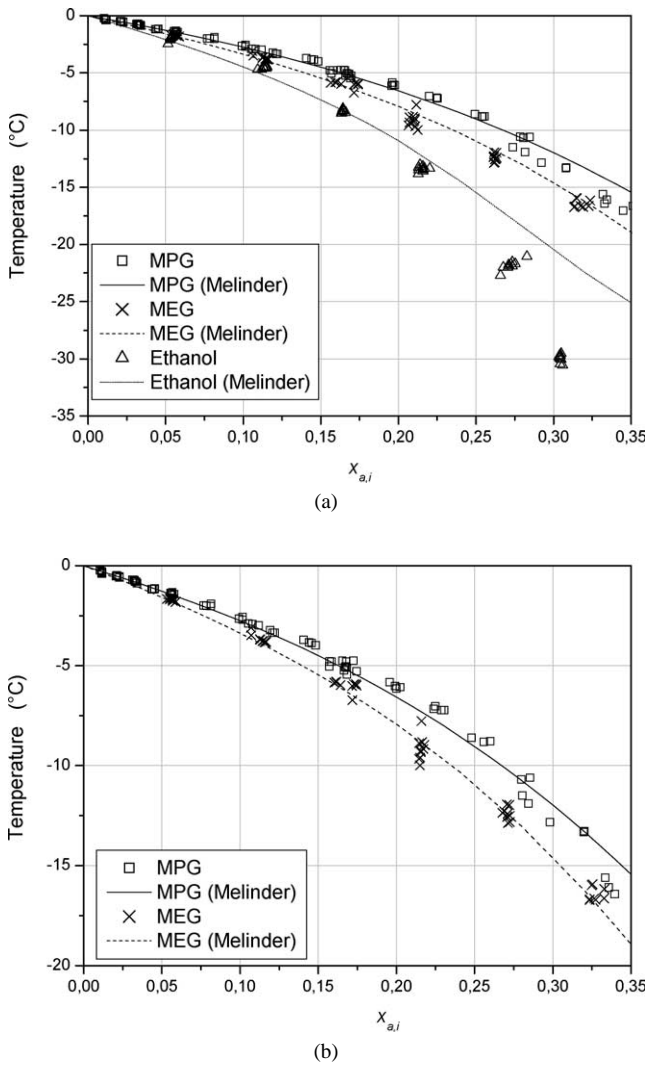 0
-5
-10
-15
-20
-25
-30
-35
Temperature (°C)
MPG
MPG (Melinder)
MEG
MEG (Melinder)
Ethanol
Ethanol (Melinder)
0,00 0,05 0,10 0,15 0,20 0,25 0,30 0,35
x a,i
(a)
0
-5
-10
-15
-20
Temperature (°C)
MPG
MPG (Melinder)
MEG
MEG (Melinder)
0,00 0,05 0,10 0,15 0,20 0,25 0,30 0,35
x a,i
(b)